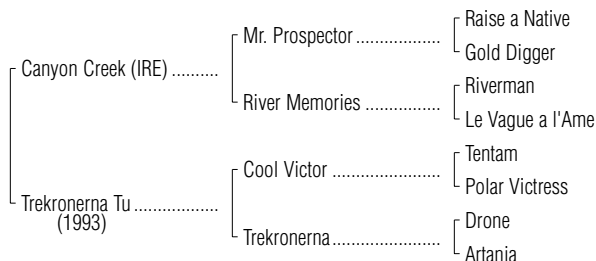 Raise a Native
Mr. Prospector ..................
Gold Digger
Canyon Creek (IRE) ..........
Riverman
River Memories ................
Le Vague a l'Ame
Tentam
Cool Victor .......................
Polar Victress
Trekronerna Tu..................
(1993)
Drone
Trekronerna.......................
Artania